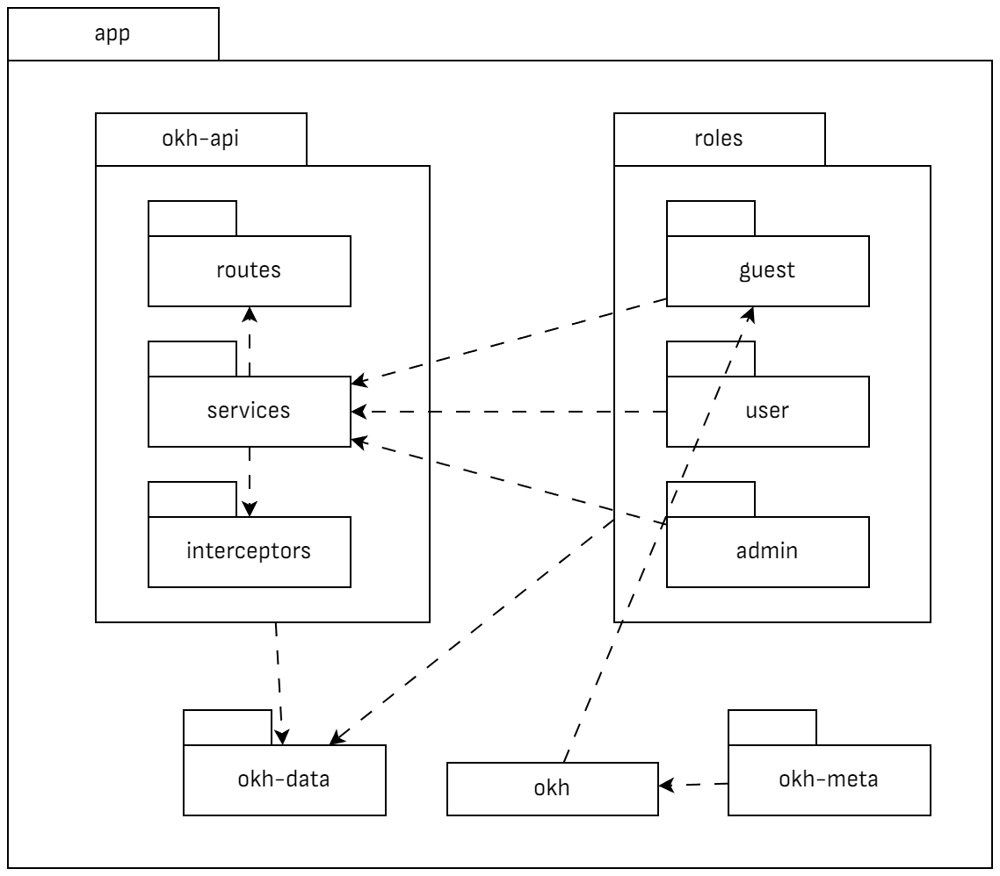 app
okh-api
roles
routes
guest
services
user
interceptors
admin
okh-data
okh
okh-meta